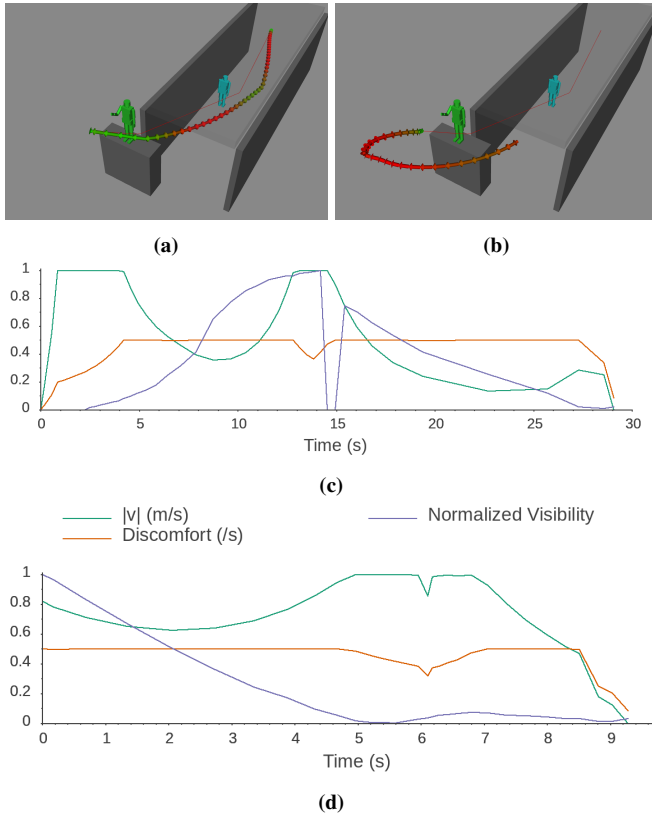 (a)
(b)
1
0.8
0.6
0.4
0.2
0
0 5 10 15 20 25 30
Time (s)
(c)
|v| (m/s)
Normalized Visibility
Discomfort (/s)
1
0.8
0.6
0.4
0.2
0
0 1 2 3 4 5 6 7 8 9
Time (s)
(d)